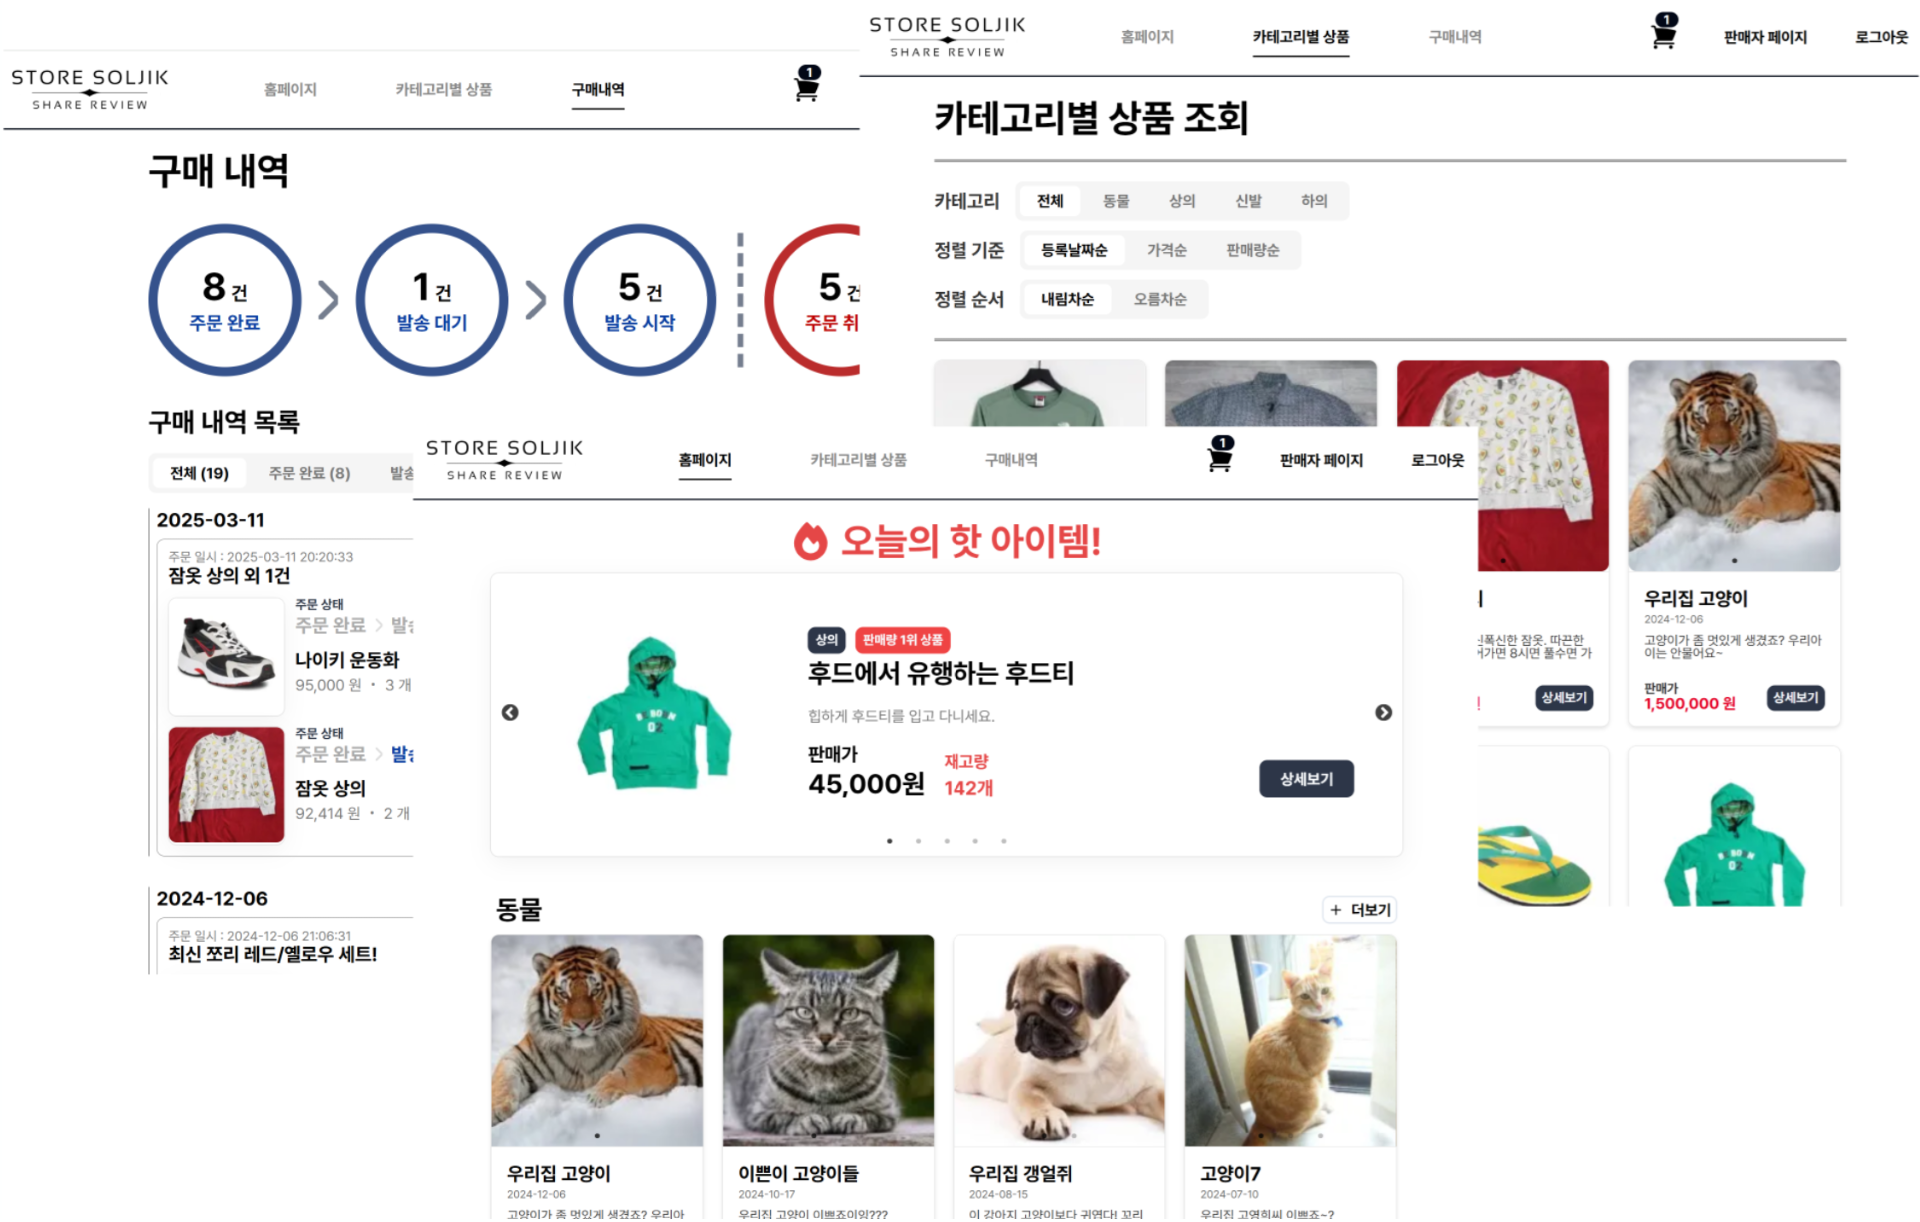 STORE SOLJIK
SHARE REVIEW
홈페이지
카테고리별 상품
구매내역
1
구매 내역
8 건
주문 완료
1 건
발송 대기
5 건
발송 시작
5
주문 취
구매 내역 목록
전체 (19)
주문 완료 (8)
2025-03-11
주문 일시 : 2025-03-11 20:20:33
잠옷 상의 외 1건
주문 상태
주문 완료
나이키 운동화
95,000 원 · 3 개
주문 상태
주문 완료
잠옷 상의
92,414 원 · 2 개
2024-12-06
주문 일시 : 2024-12-06 21:06:31
최신 쪼리 레드/옐로우 세트!
STORE SOLJIK
SHARE REVIEW
홈페이지
카테고리별 상품
구매내역
1
판매자 페이지
로그아웃
카테고리별 상품 조회
카테고리
전체
동물
상의
신발
하의
정렬 기준
등록날짜순
가격순
판매량순
정렬 순서
내림차순
오름차순
신폭신한 잠옷. 따끈한
가면 8시면 풀수면 가
상세보기
우리집 고양이
2024-12-06
고양이가 좀 멋있게 생겼죠? 우리아
이는 안물어요~
판매가
1,500,000 원
상세보기
STORE SOLJIK
SHARE REVIEW
홈페이지
카테고리별 상품
구매내역
1
판매자 페이지
로그아웃
오늘의 핫 아이템!
상의
판매량 1위 상품
후드에서 유행하는 후드티
힙하게 후드티를 입고 다니세요.
판매가
45,000원
재고량
142개
상세보기
동물
+ 더보기
우리집 고양이
2024-12-06
고양이가 좀 멋있게 생겼죠? 우리아
이쁜이 고양이들
2024-10-17
우리집 고양이 이쁘죠이잉???
우리집 갱얼쥐
2024-08-15
이 강아지 고양이보다 귀엽다! 꼬리
고양이7
2024-07-10
우리집 고영희씨 이쁘죠~?